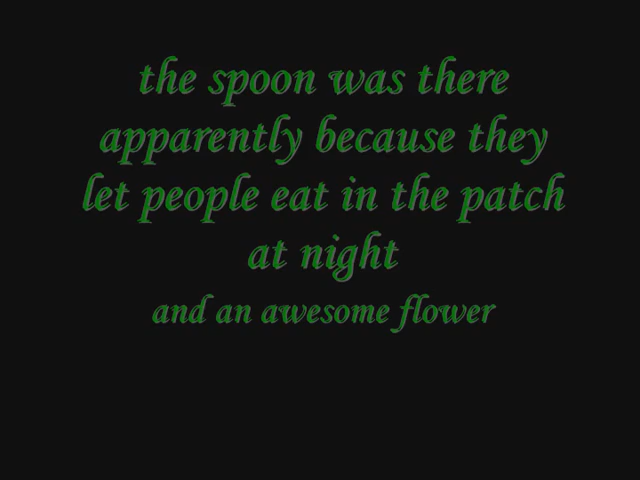 the spoon was there
apparently because they
let people eat in the patch
at night
and an awesome flower